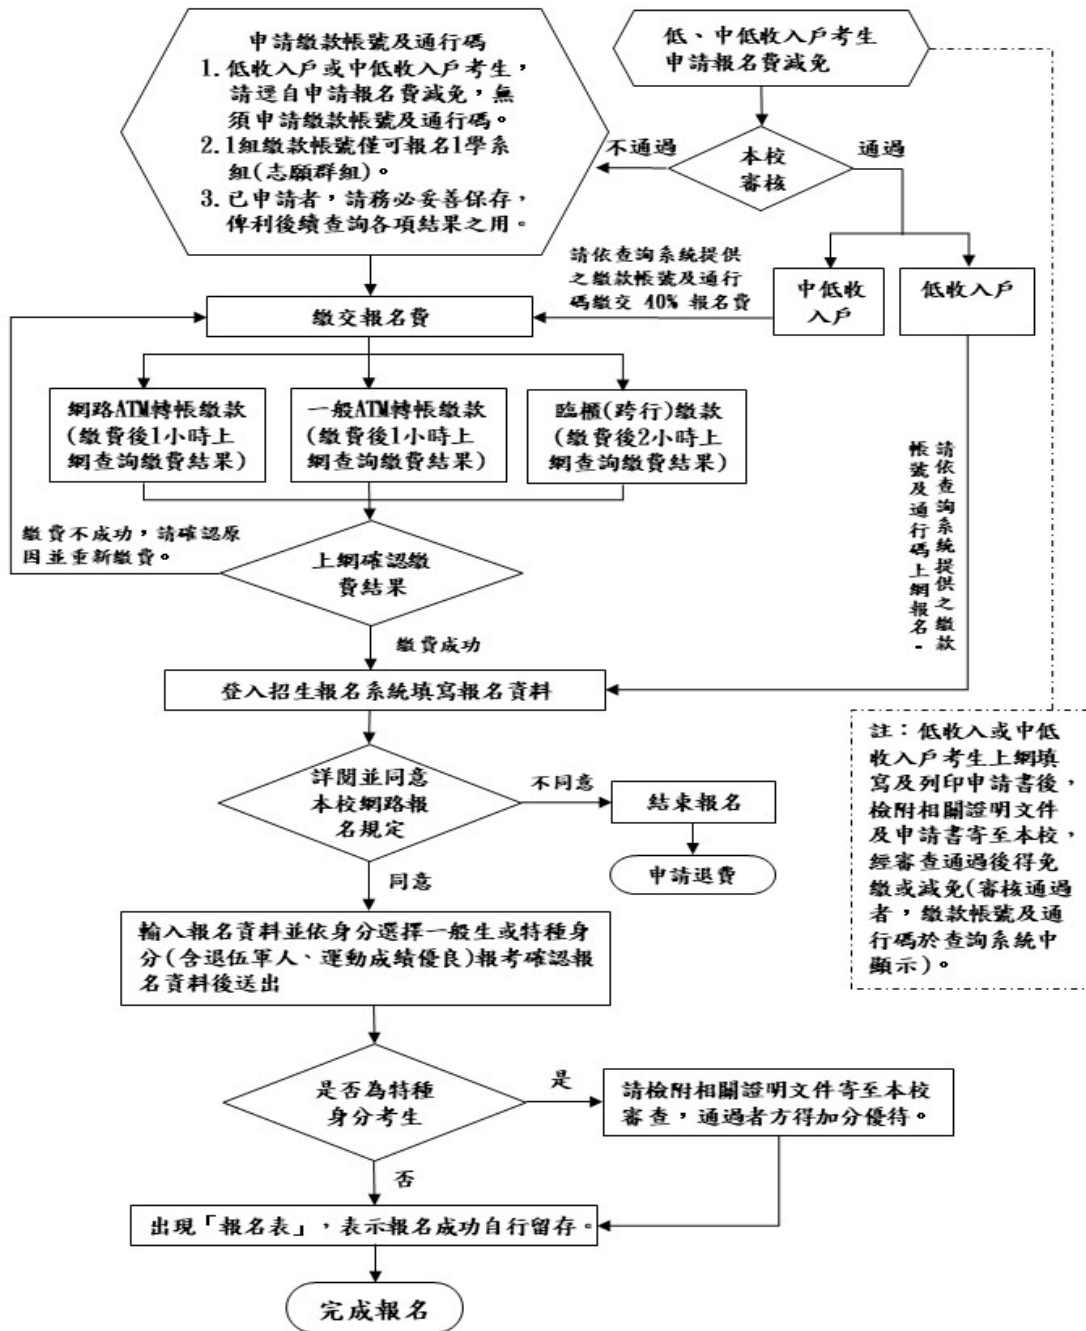 申請繳款帳號及通行碼
1.低收入戶或中低收入戶考生，
請逕自申請報名費減免，無
須申請繳款帳號及通行碼。
2.1組繳款帳號僅可報名1學系
組(志願群組)。
3.已申請者，請務必妥善保存，
俾利後續查詢各項結果之用。
低、中低收入戶考生
申請報名費減免
不通過
本校
審核
通過
請依查詢系統提供
之繳款帳號及通行
碼繳交 40% 報名費
中低收
入戶
低收入戶
繳交報名費
網路ATM轉帳繳款
(繳費後1小時上
網查詢繳費結果)
一般ATM轉帳繳款
(繳費後1小時上
網查詢繳費結果)
臨櫃(跨行)繳款
(繳費後2小時上
網查詢繳費結果)
請依查詢系統提供之繳款
帳號及通行碼上網報名。
繳費不成功，請確認原
因並重新繳費。
上網確認繳
費結果
繳費成功
登入招生報名系統填寫報名資料
詳閱並同意
本校網路報
名規定
不同意
結束報名
申請退費
同意
註：低收入或中低
收入戶考生上網填
寫及列印申請書後，
檢附相關證明文件
及申請書寄至本校，
經審查通過後得免
繳或減免(審核通過
者，繳款帳號及通
行碼於查詢系統中
顯示)。
輸入報名資料並依身分選擇一般生或特種身
分(含退伍軍人、運動成績優良)報考確認報
名資料後送出
是否為特種
身分考生
是
請檢附相關證明文件寄至本校
審查，通過者方得加分優待。
否
出現「報名表」，表示報名成功自行留存。
完成報名